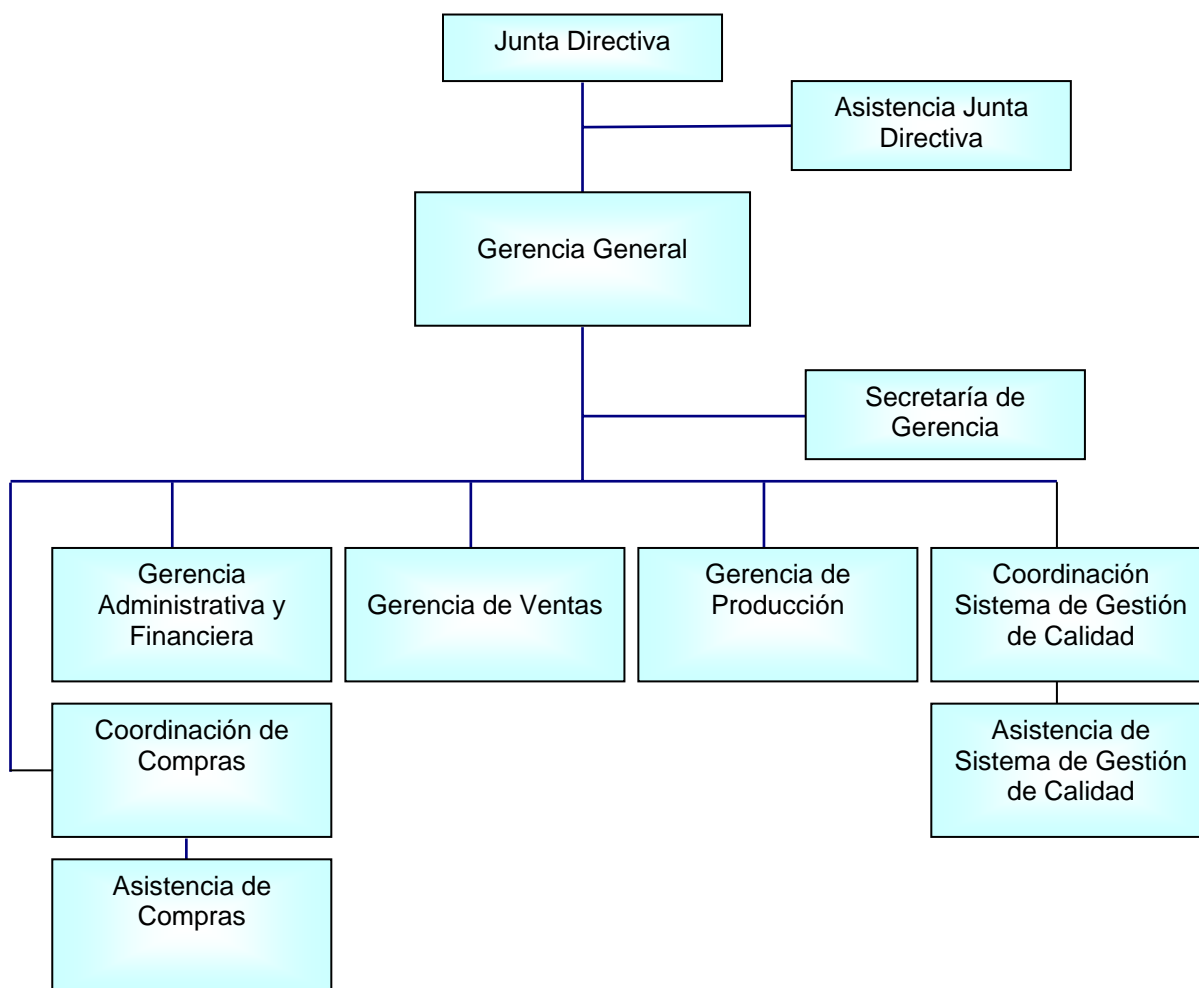 Junta Directiva
Asistencia Junta
Directiva
Gerencia General
Secretaría de
Gerencia
Gerencia
Administrativa y
Financiera
Gerencia de Ventas
Gerencia de
Producción
Coordinación
Sistema de Gestión
de Calidad
Coordinación de
Compras
Asistencia de
Sistema de Gestión
de Calidad
Asistencia de
Compras